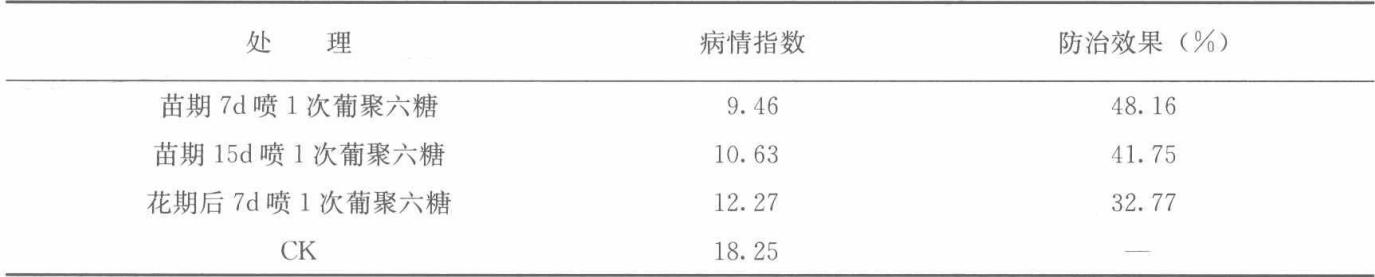 处 理 病情指数 防治效果（%）
苗期 7d 喷 1 次葡聚六糖 9.46 48.16
苗期 15d 喷 1 次葡聚六糖 10.63 41.75
花期后 7d 喷 1 次葡聚六糖 12.27 32.77
CK 18.25 —